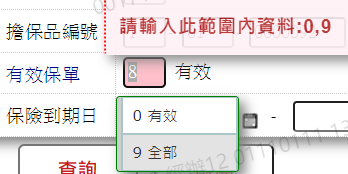 擔保品編號
請輸入此範圍內資料:0,9
有效保單 8 有效
保險到期日 -
0 有效
9 全部
查詢